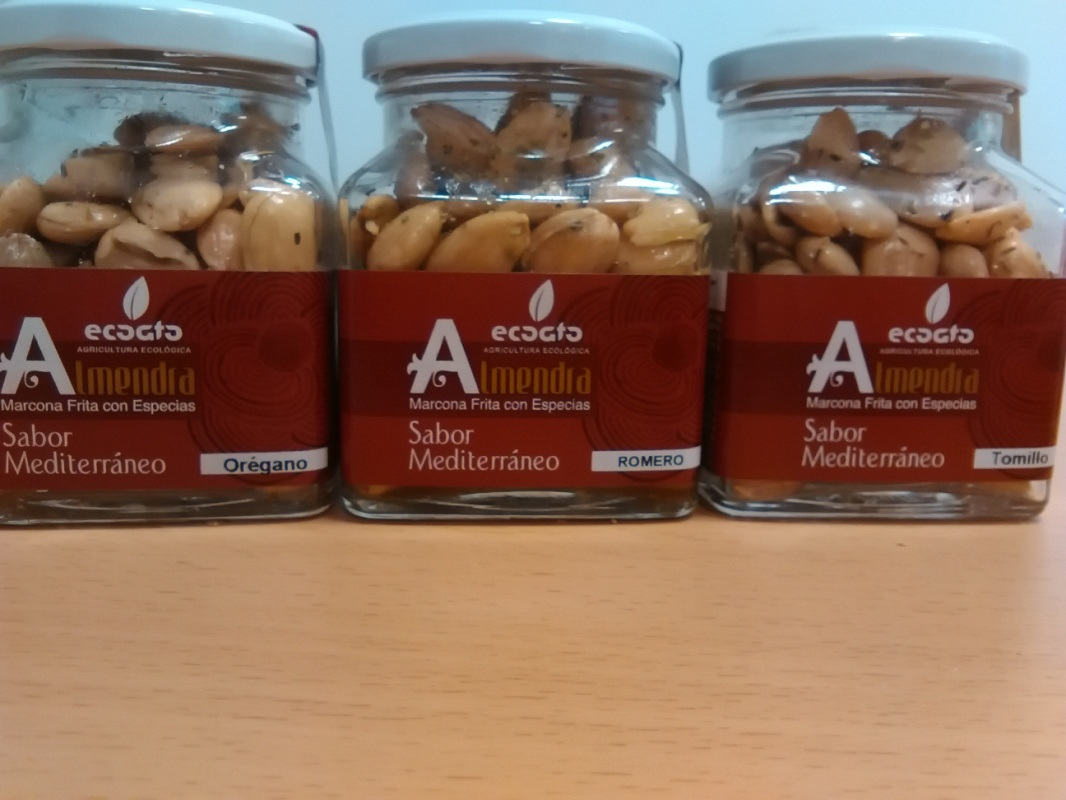 ecoato
AGRICULTURA ECOLÓGICA
Almendra
Marcona Frita con Especias
Sabor
Mediterráneo
Orégano
ecoato
AGRICULTURA ECOLÓGICA
Almendra
Marcona Frita con Especias
Sabor
Mediterráneo
ROMERO
ecoato
AGRICULTURA ECOLÓGICA
Almendra
Marcona Frita con Especias
Sabor
Mediterráneo
Tomillo